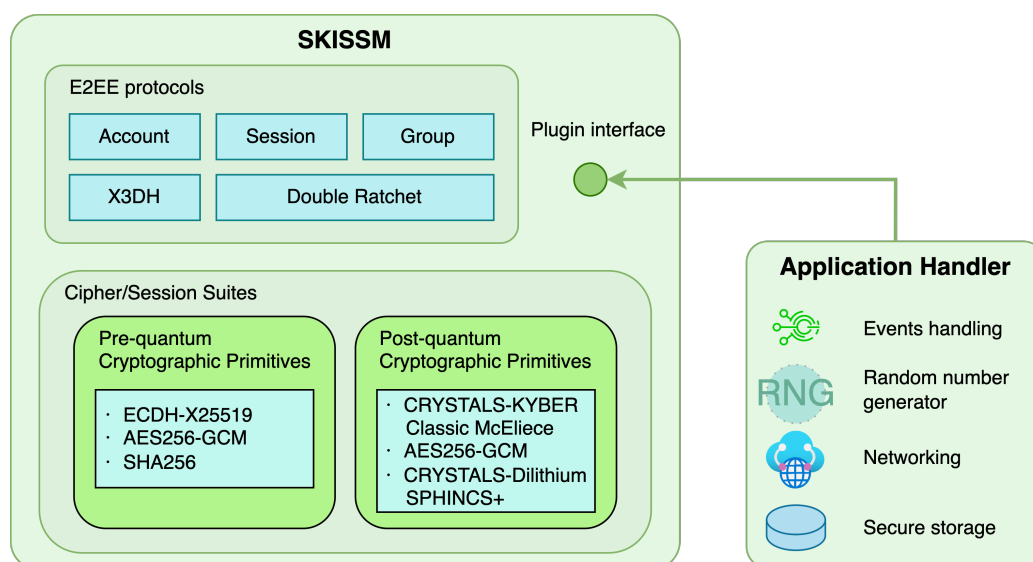 SKISSM
E2EE protocols
Account
Session
Group
X3DH
Double Ratchet
Plugin interface
Cipher/Session Suites
Pre-quantum
Cryptographic Primitives
· ECDH-X25519
· AES256-GCM
· SHA256
Post-quantum
Cryptographic Primitives
· CRYSTALS-KYBER
Classic McEliece
· AES256-GCM
· CRYSTALS-Dilithium
SPHINCS+
Application Handler
Events handling
RNG
Random number
generator
Networking
Secure storage